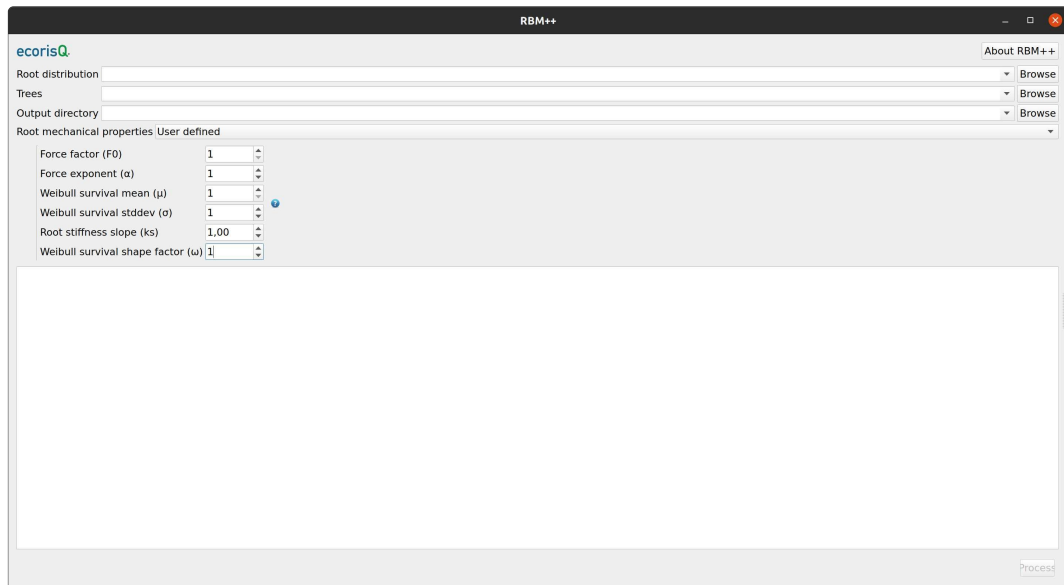 RBM++
ecorisQ
About RBM++
Root distribution Browse
Trees Browse
Output directory Browse
Root mechanical properties User defined
Force factor (F0) 1
Force exponent (α) 1
Weibull survival mean (μ) 1
?
Weibull survival stddev (σ) 1
Root stiffness slope (ks) 1,00
Weibull survival shape factor (ω) 1
Process